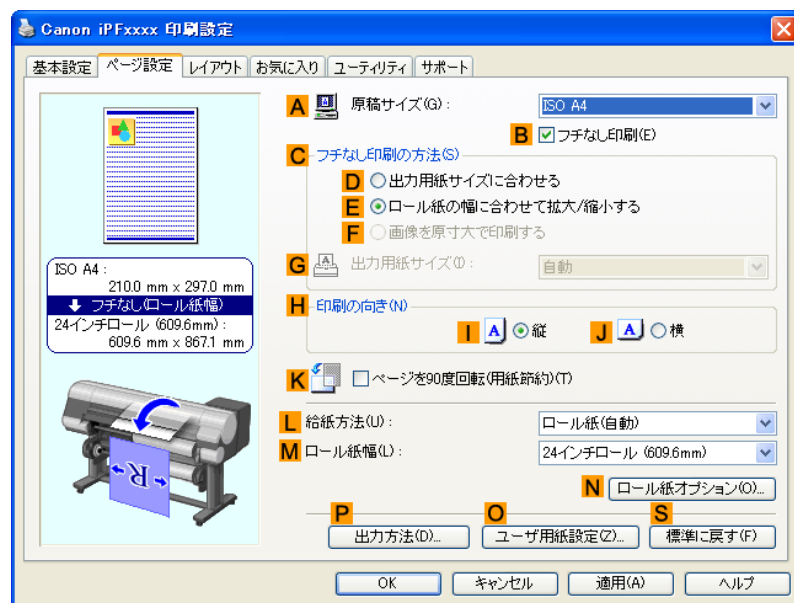 Canon iPFxxxx 印刷設定
基本設定 ページ設定 レイアウト お気に入り ユーティリティ サポート
A 原稿サイズ(G): ISO A4
B フチなし印刷(E)
C フチなし印刷の方法(S)
D 出力用紙サイズに合わせる
E ロール紙の幅に合わせて拡大/縮小する
F 画像を原寸大で印刷する
G 出力用紙サイズ(I): 自動
ISO A4 :
210.0 mm x 297.0 mm
フチなし(ロール紙幅)
24インチロール (609.6mm) :
609.6 mm x 867.1 mm
H 印刷の向き(N)
I A 縦 J A 横
K ページを90度回転(用紙節約)(T)
L 給紙方法(U): ロール紙(自動)
M ロール紙幅(L): 24インチロール (609.6mm)
R
N ロール紙オプション(O)...
P O S
出力方法(D)... ユーザ用紙設定(Z)... 標準に戻す(F)
OK キャンセル 適用(A) ヘルプ